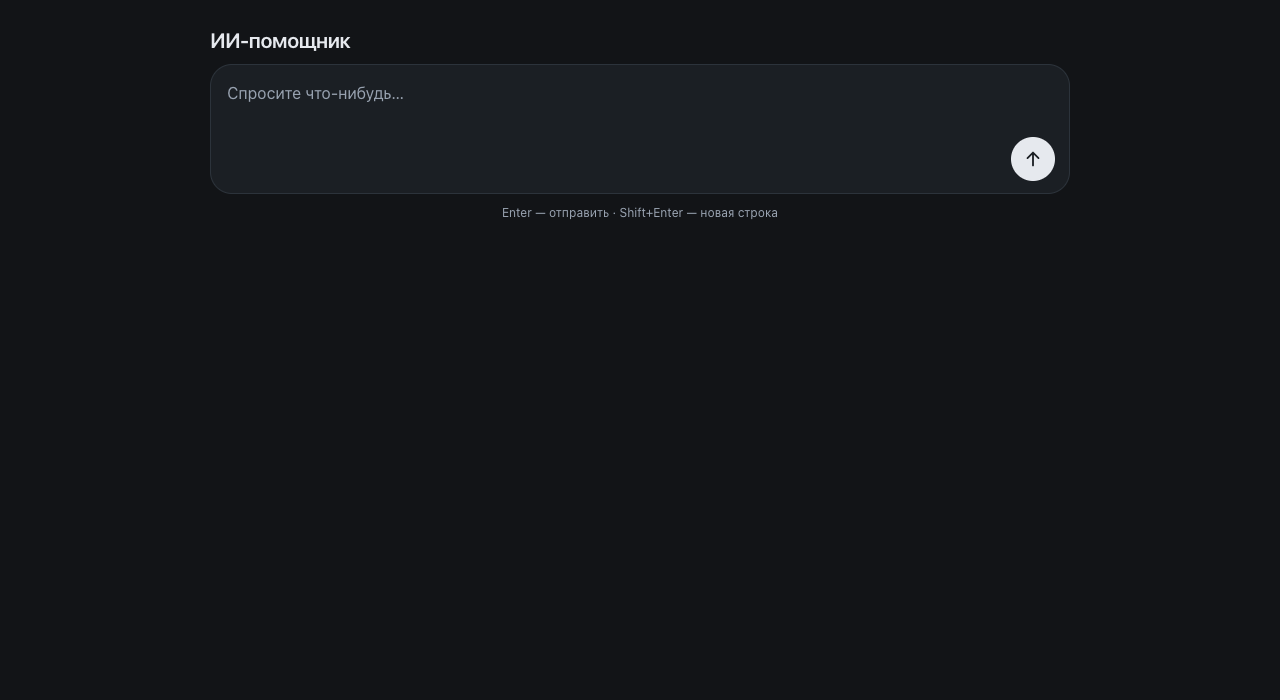 ИИ-помощник
Спросите что-нибудь...
Enter — отправить · Shift+Enter — новая строка